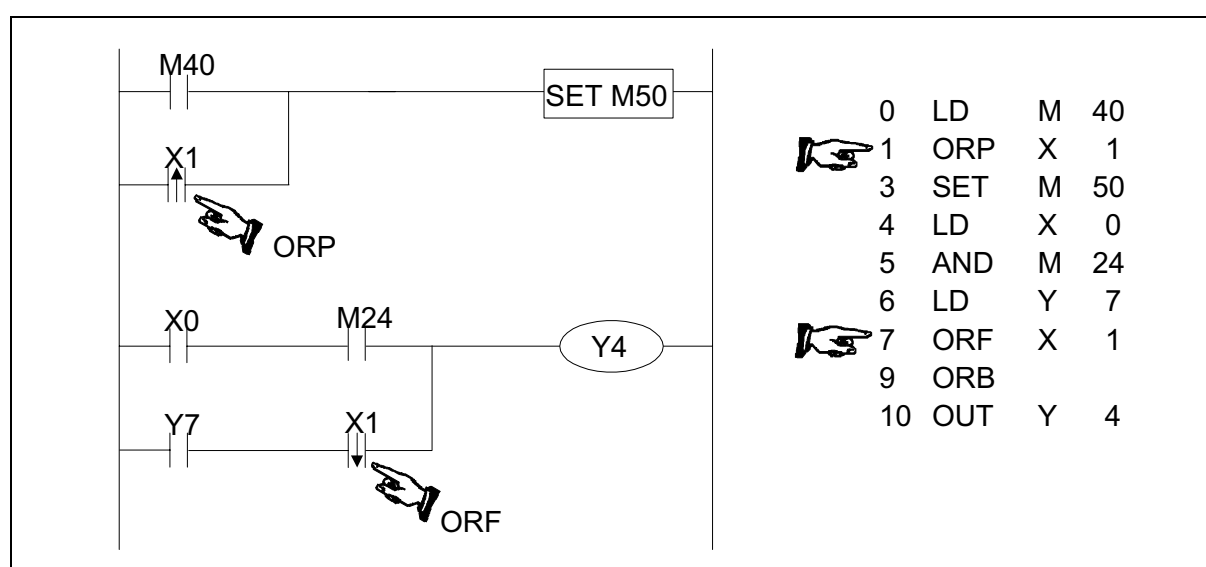 M40
SET M50
X1
ORP
X0 M24
Y4
Y7 X1
ORF
0 LD M 40
1 ORP X 1
3 SET M 50
4 LD X 0
5 AND M 24
6 LD Y 7
7 ORF X 1
9 ORB
10 OUT Y 4